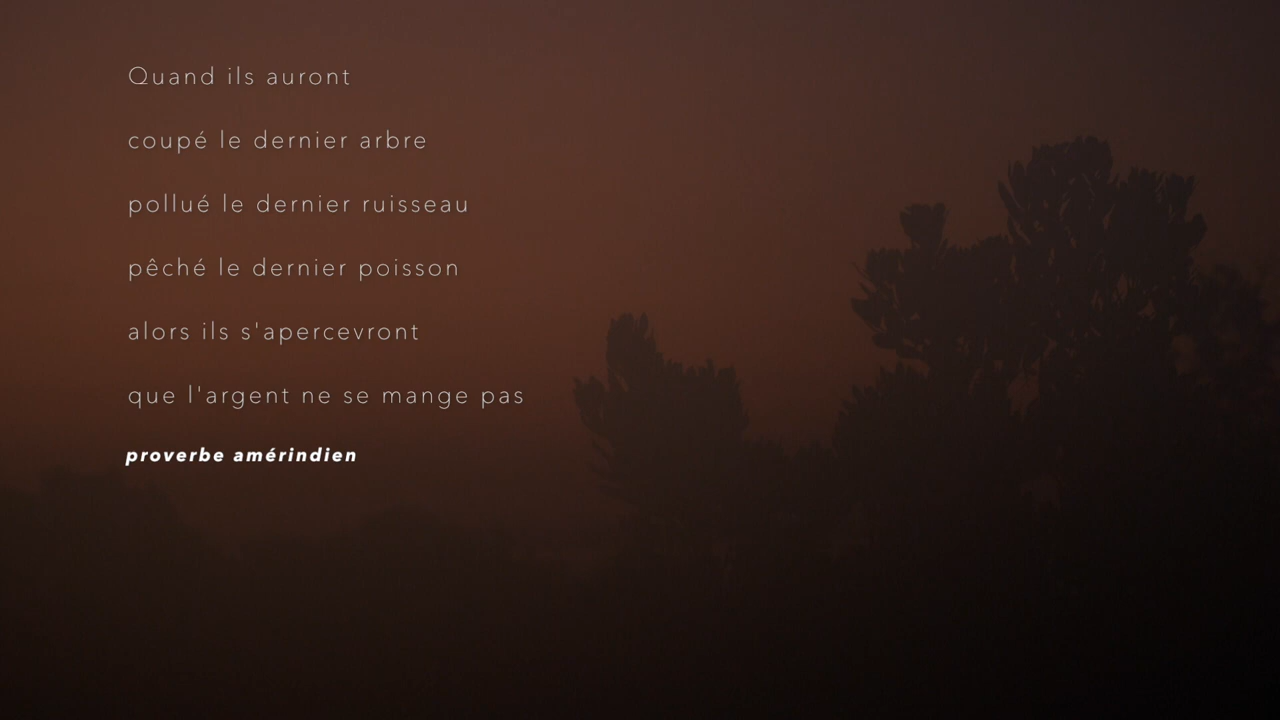 Quand ils auront
coupé le dernier arbre
pollué le dernier ruisseau
pêché le dernier poisson
alors ils s'apercevront
que l'argent ne se mange pas
proverbe amérindien